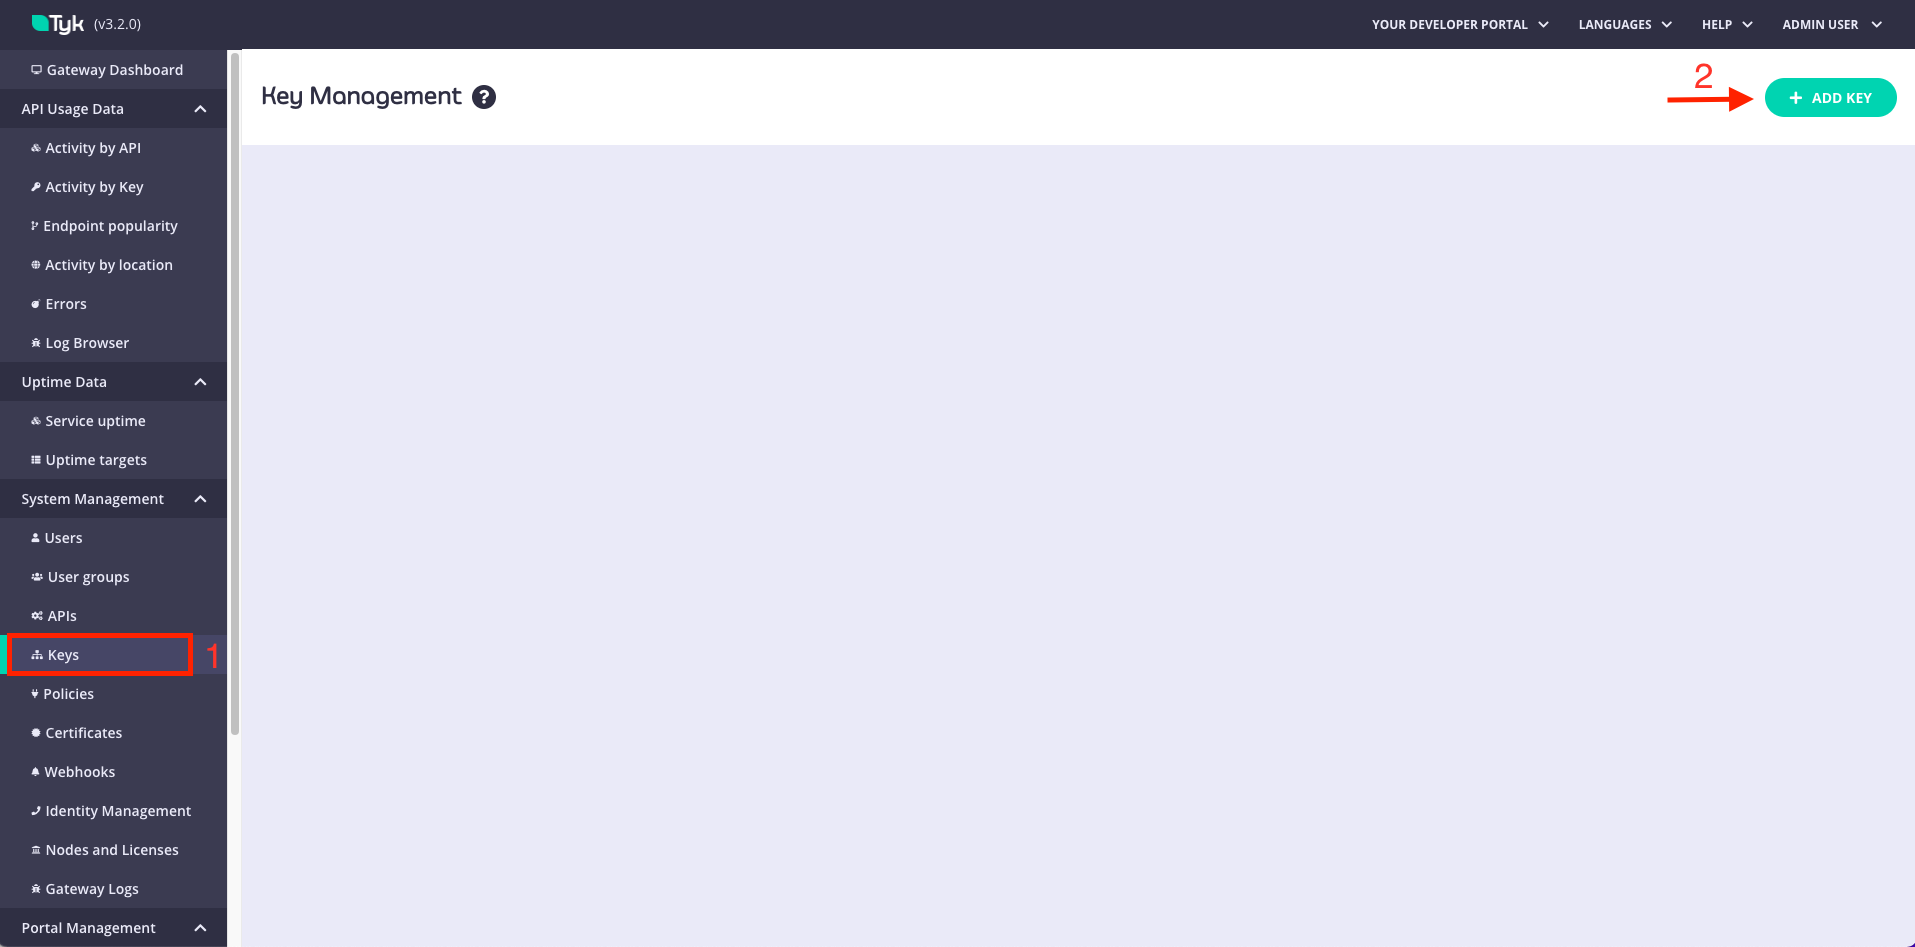 Tyk (v3.2.0)
YOUR DEVELOPER PORTAL LANGUAGES HELP ADMIN USER
Gateway Dashboard
API Usage Data
Activity by API
Activity by Key
Endpoint popularity
Activity by location
Errors
Log Browser
Uptime Data
Service uptime
Uptime targets
System Management
Users
User groups
APIs
Keys 1
Policies
Certificates
Webhooks
Identity Management
Nodes and Licenses
Gateway Logs
Portal Management
Key Management ?
2
+ ADD KEY